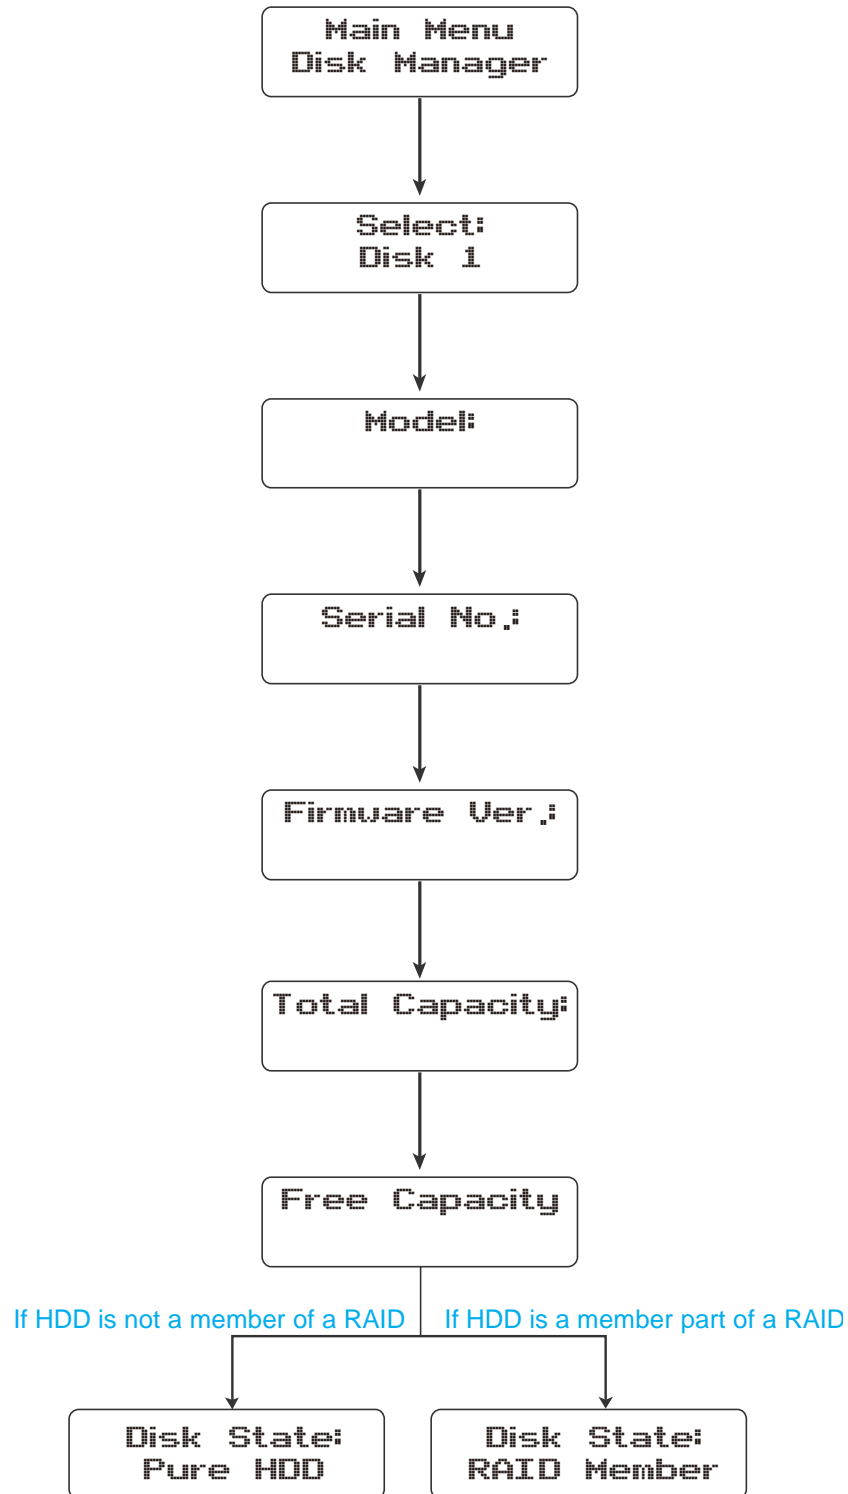 Main Menu
Disk Manager
Select:
Disk 1
Model:
Serial No.:
Firmware Ver.:
Total Capacity:
Free Capacity
If HDD is not a member of a RAID
If HDD is a member part of a RAID
Disk State:
Pure HDD
Disk State:
RAID Member